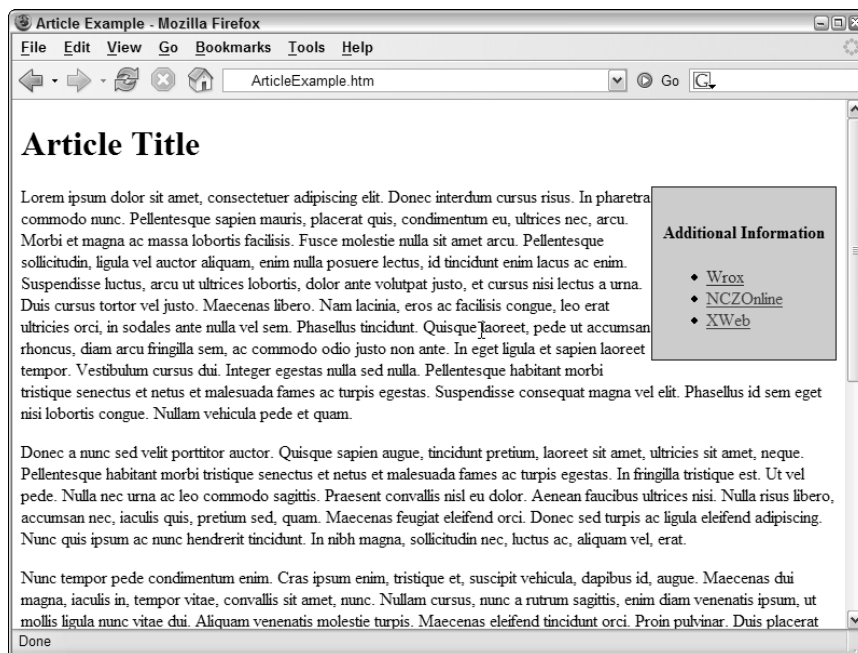 Article Example - Mozilla Firefox
File Edit View Go Bookmarks Tools Help
ArticleExample.htm
Go
G
Article Title
Lorem ipsum dolor sit amet, consectetuer adipiscing elit. Donec interdum cursus risus. In pharetra
commodo nunc. Pellentesque sapien mauris, placerat quis, condimentum eu, ultrices nec, arcu.
Morbi et magna ac massa lobortis facilisis. Fusce molestie nulla sit amet arcu. Pellentesque
sollicitudin, ligula vel auctor aliquam, enim nulla posuere lectus, id tincidunt enim lacus ac enim.
Suspendisse luctus, arcu ut ultrices lobortis, dolor ante volutpat justo, et cursus nisi lectus a urna.
Duis cursus tortor vel justo. Maecenas libero. Nam lacinia, eros ac facilisis congue, leo erat
ultricies orci, in sodales ante nulla vel sem. Phasellus tincidunt. Quisque laoreet, pede ut accumsan
rhoncus, diam arcu fringilla sem, ac commodo odio justo non ante. In eget ligula et sapien laoreet
tempor. Vestibulum cursus dui. Integer egestas nulla sed nulla. Pellentesque habitant morbi
tristique senectus et netus et malesuada fames ac turpis egestas. Suspendisse consequat magna vel elit. Phasellus id sem eget
nisi lobortis congue. Nullam vehicula pede et quam.
Additional Information
Wrox
NCZOnline
XWeb
Donec a nunc sed velit porttitor auctor. Quisque sapien augue, tincidunt pretium, laoreet sit amet, ultricies sit amet, neque.
Pellentesque habitant morbi tristique senectus et netus et malesuada fames ac turpis egestas. In fringilla tristique est. Ut vel
pede. Nulla nec urna ac leo commodo sagittis. Praesent convallis nisl eu dolor. Aenean faucibus ultrices nisi. Nulla risus libero,
accumsan nec, iaculis quis, pretium sed, quam. Maecenas feugiat eleifend orci. Donec sed turpis ac ligula eleifend adipiscing.
Nunc quis ipsum ac nunc hendrerit tincidunt. In nibh magna, sollicitudin nec, luctus ac, aliquam vel, erat.
Nunc tempor pede condimentum enim. Cras ipsum enim, tristique et, suscipit vehicula, dapibus id, augue. Maecenas dui
magna, iaculis in, tempor vitae, convallis sit amet, nunc. Nullam cursus, nunc a rutrum sagittis, enim diam venenatis ipsum, ut
mollis ligula nunc vitae dui. Aliquam venenatis molestie turpis. Maecenas eleifend tincidunt orci. Proin pulvinar. Duis placerat
Done